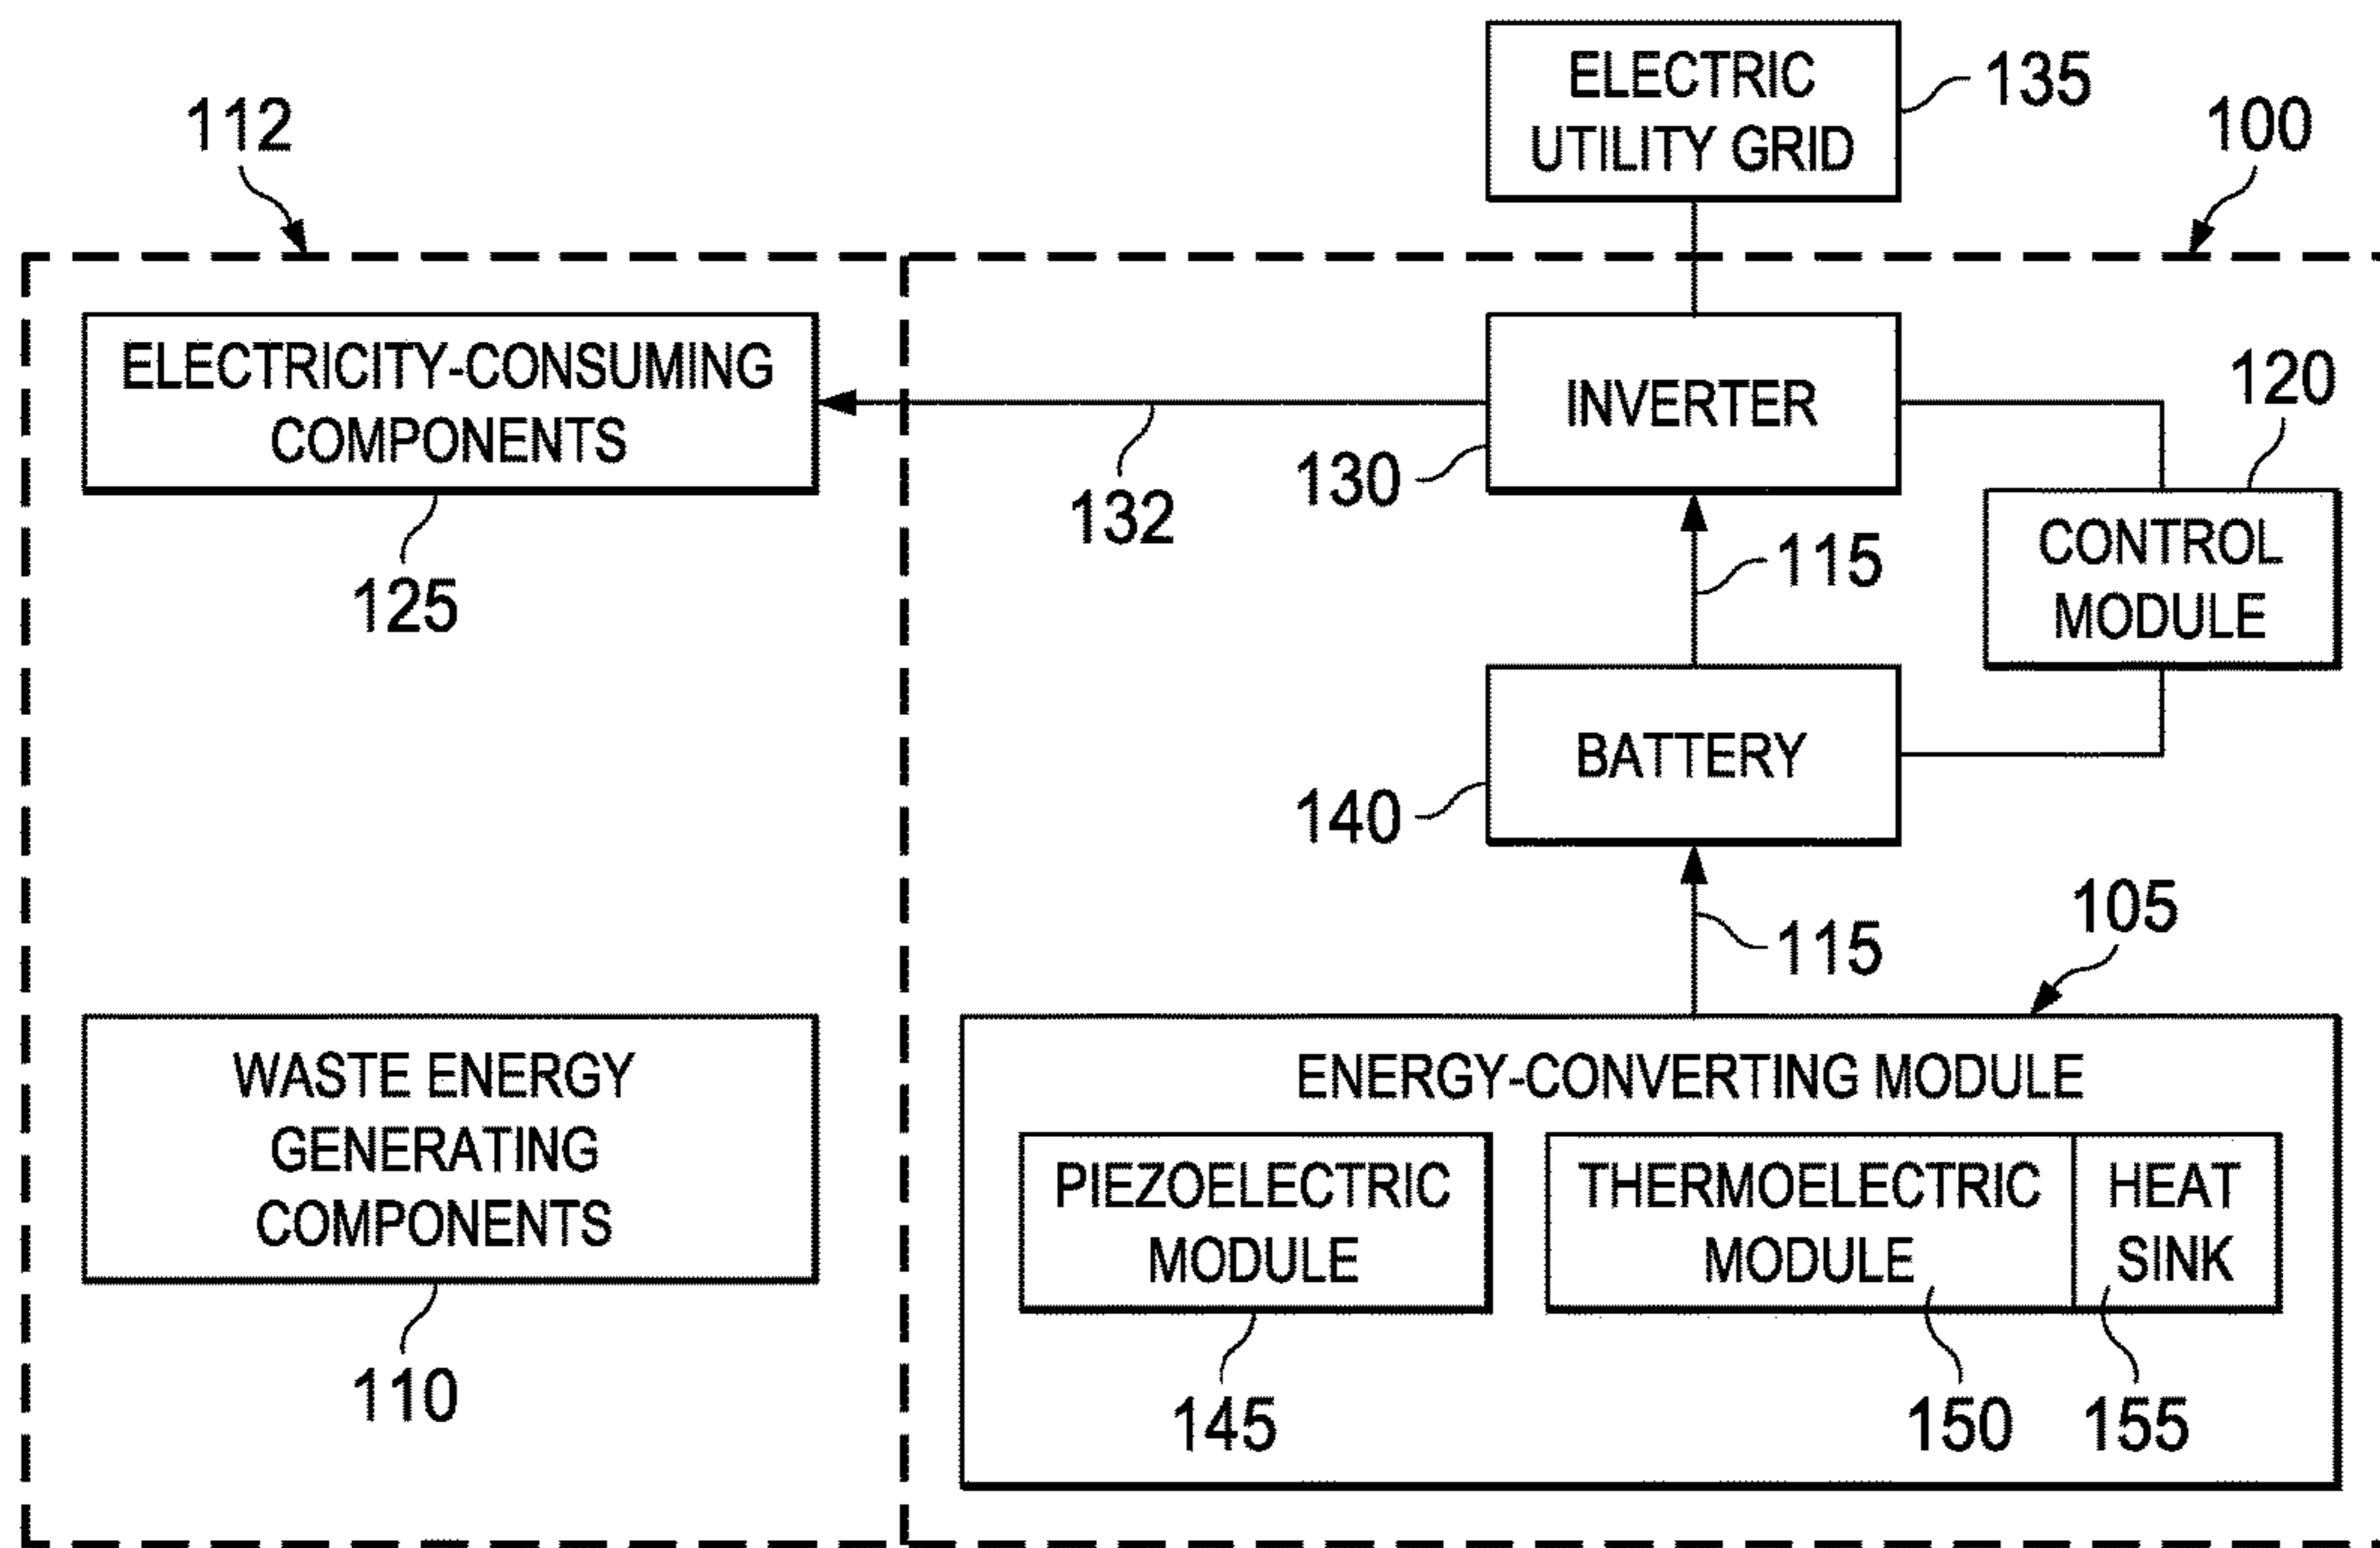 ELECTRIC
UTILITY GRID
135
112
100
ELECTRICITY-CONSUMING
COMPONENTS
125
132
INVERTER
130
120
CONTROL
MODULE
115
BATTERY
140
115
105
WASTE ENERGY
GENERATING
COMPONENTS
110
ENERGY-CONVERTING MODULE
PIEZOELECTRIC
MODULE
145
THERMOELECTRIC
MODULE
150
HEAT
SINK
155